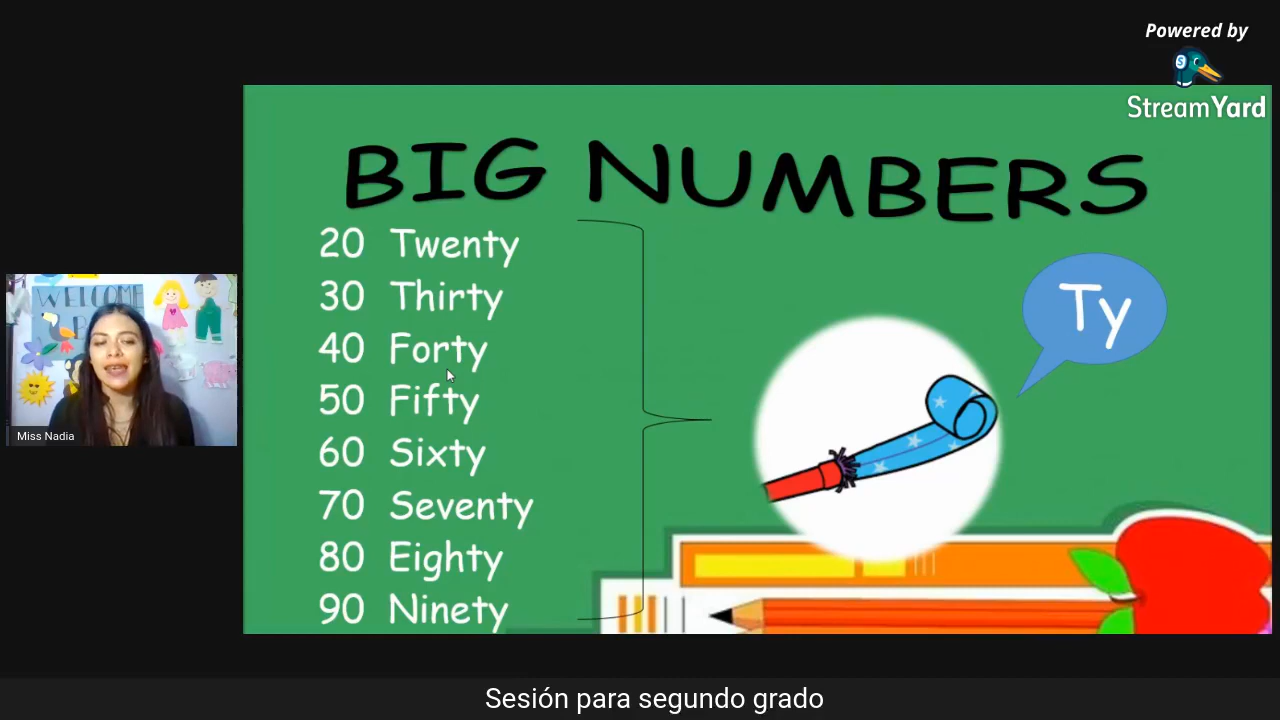 Powered by
StreamYard
BIG NUMBERS
20 Twenty
30 Thirty
40 Forty
50 Fifty
60 Sixty
70 Seventy
80 Eighty
90 Ninety
Ty
WELCOME
Miss Nadia
Sesión para segundo grado